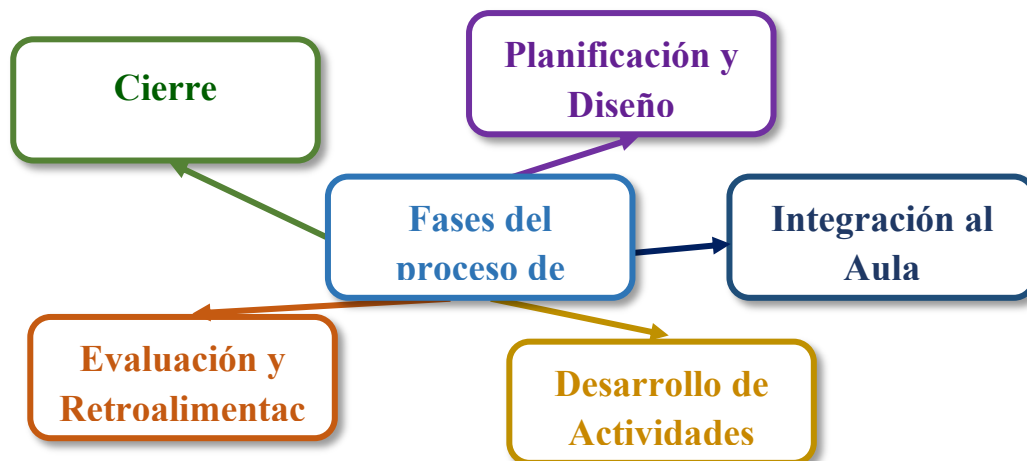 Cierre
Planificación y
Diseño
Fases del
proceso de
Integración al
Aula
Evaluación y
Retroalimentac
Desarrollo de
Actividades